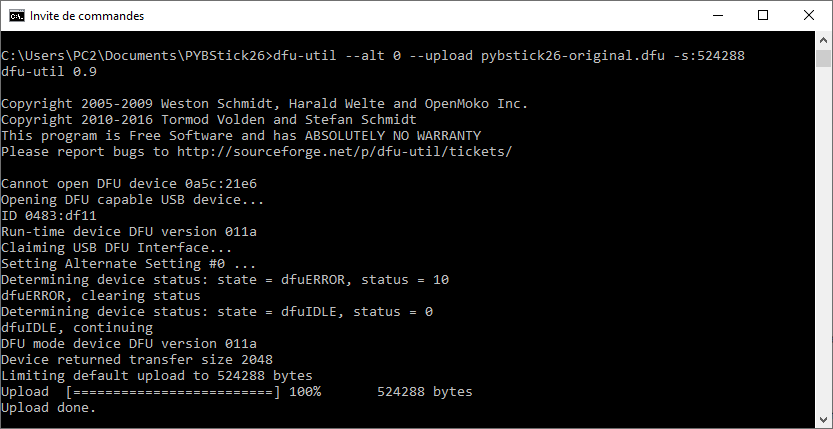 Invite de commandes
C:\Users\PC2\Documents\PYBStick26>dfu-util --alt 0 --upload pybstick26-original.dfu -s:524288
dfu-util 0.9
Copyright 2005-2009 Weston Schmidt, Harald Welte and OpenMoko Inc.
Copyright 2010-2016 Tormod Volden and Stefan Schmidt
This program is Free Software and has ABSOLUTELY NO WARRANTY
Please report bugs to http://sourceforge.net/p/dfu-util/tickets/
Cannot open DFU device 0a5c:21e6
Opening DFU capable USB device...
ID 0483:df11
Run-time device DFU version 011a
Claiming USB DFU Interface...
Setting Alternate Setting #0 ...
Determining device status: state = dfuERROR, status = 10
dfuERROR, clearing status
Determining device status: state = dfuIDLE, status = 0
dfuIDLE, continuing
DFU mode device DFU version 011a
Device returned transfer size 2048
Limiting default upload to 524288 bytes
Upload  [=========================] 100%       524288 bytes
Upload done.